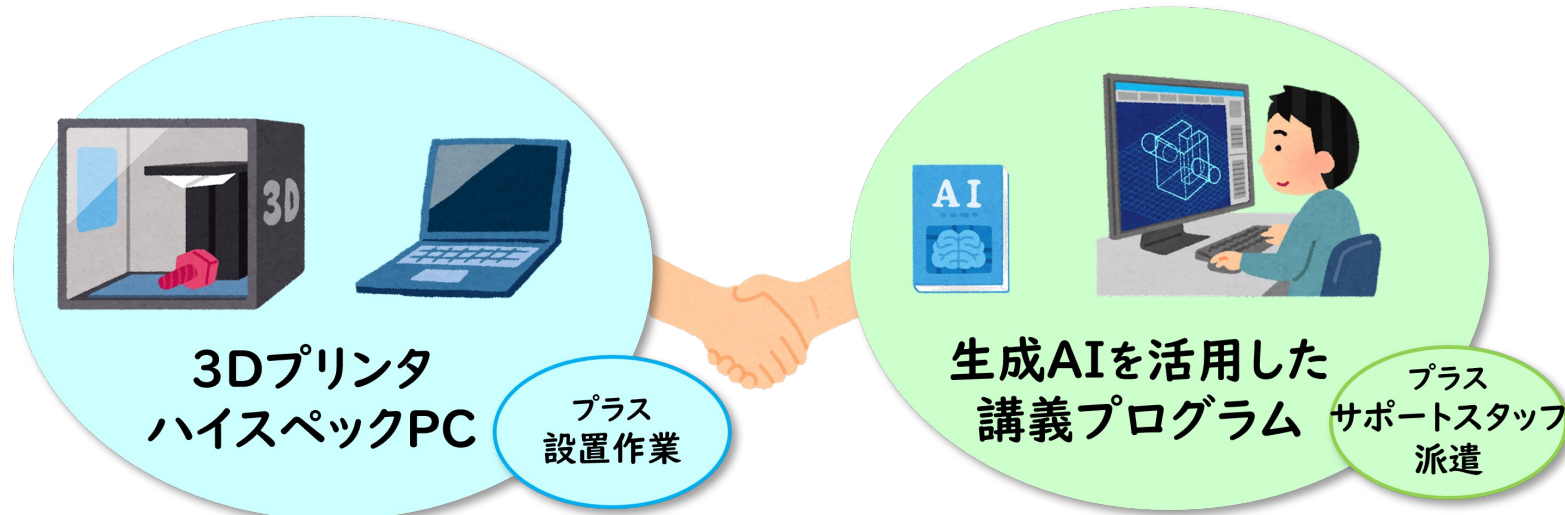 3D
3Dプリンタ
ハイスペックPC
プラス
設置作業
AI
生成AIを活用した
講義プログラム
プラス
サポートスタッフ
派遣